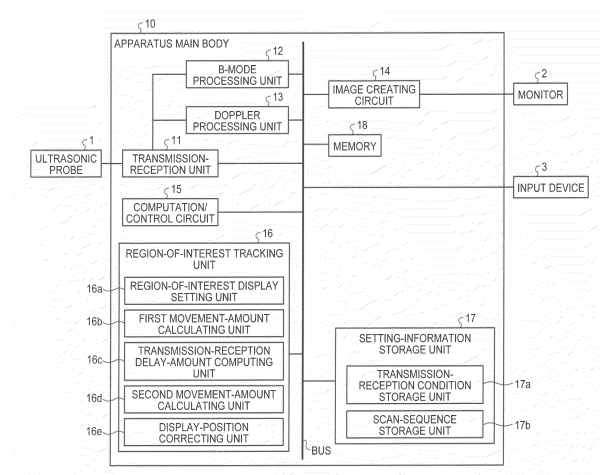 10
APPARATUS MAIN BODY
12
B-MODE
PROCESSING UNIT
13
DOPPLER
PROCESSING UNIT
14
IMAGE CREATING
CIRCUIT
2
MONITOR
1
ULTRASONIC
PROBE
11
TRANSMISSION-
RECEPTION UNIT
18
MEMORY
3
INPUT DEVICE
15
COMPUTATION/
CONTROL CIRCUIT
16
REGION-OF-INTEREST TRACKING
UNIT
16a
REGION-OF-INTEREST DISPLAY
SETTING UNIT
16b
FIRST MOVEMENT-AMOUNT
CALCULATING UNIT
16c
TRANSMISSION-RECEPTION
DELAY-AMOUNT COMPUTING
UNIT
16d
SECOND MOVEMENT-AMOUNT
CALCULATING UNIT
16e
DISPLAY-POSITION
CORRECTING UNIT
17
SETTING-INFORMATION
STORAGE UNIT
TRANSMISSION-
RECEPTION CONDITION
STORAGE UNIT
17a
SCAN-SEQUENCE
STORAGE UNIT
17b
BUS